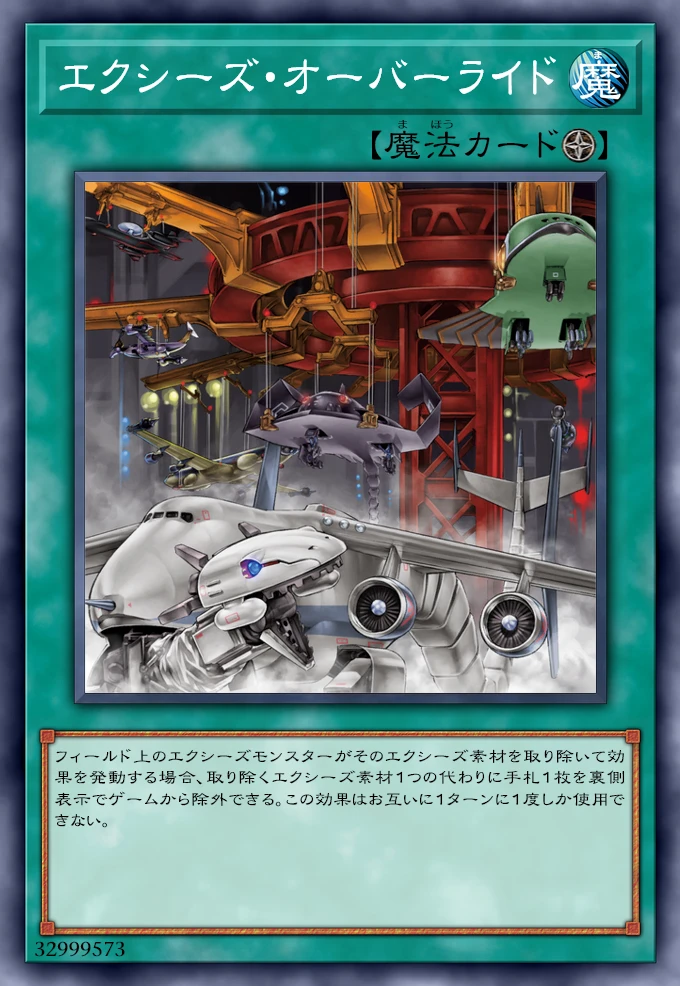 エクシーズ・オーバーライド 魔
ま
【魔法カード】
ま ほう
フィールド上のエクシーズモンスターがそのエクシーズ素材を取り除いて効
果を発動する場合、取り除くエクシーズ素材1つの代わりに手札1枚を裏側
表示でゲームから除外できる。この効果はお互いに1ターンに1度しか使用で
きない。
32999573